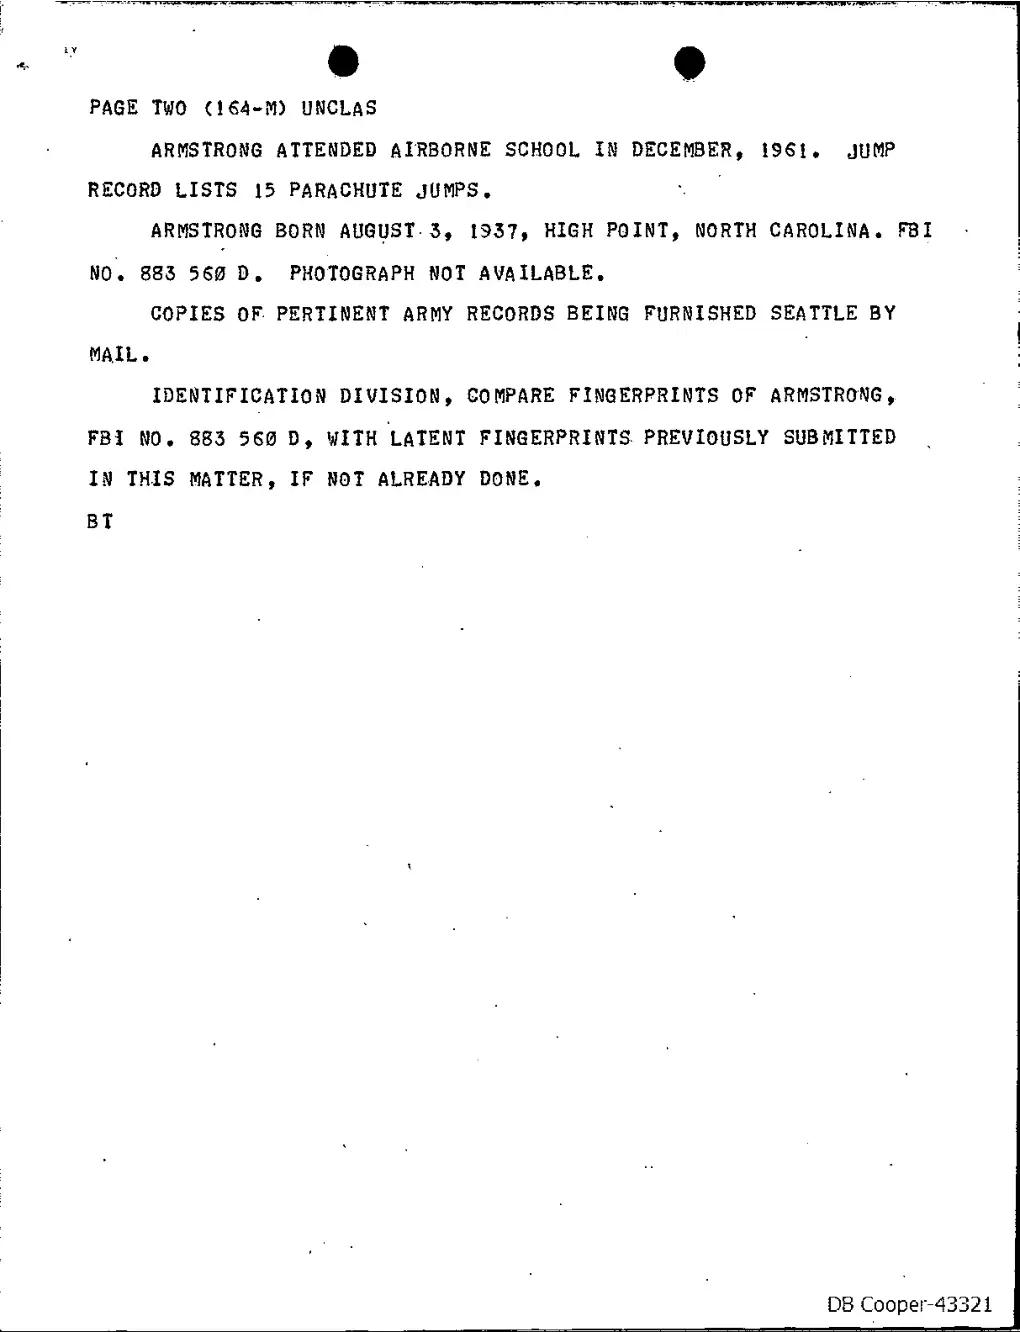 PAGE TWO (164-M) UNCLAS
ARMSTRONG ATTENDED AIRBORNE SCHOOL IN DECEMBER, 1961. JUMP
RECORD LISTS 15 PARACHUTE JUMPS.
ARMSTRONG BORN AUGUST 3, 1937, HIGH POINT, NORTH CAROLINA. FBI
NO. 883 560 D. PHOTOGRAPH NOT AVAILABLE.
COPIES OF PERTINENT ARMY RECORDS BEING FURNISHED SEATTLE BY
MAIL.
IDENTIFICATION DIVISION, COMPARE FINGERPRINTS OF ARMSTRONG,
FBI NO. 883 560 D, WITH LATENT FINGERPRINTS PREVIOUSLY SUBMITTED
IN THIS MATTER, IF NOT ALREADY DONE.
BT
DB Cooper-43321